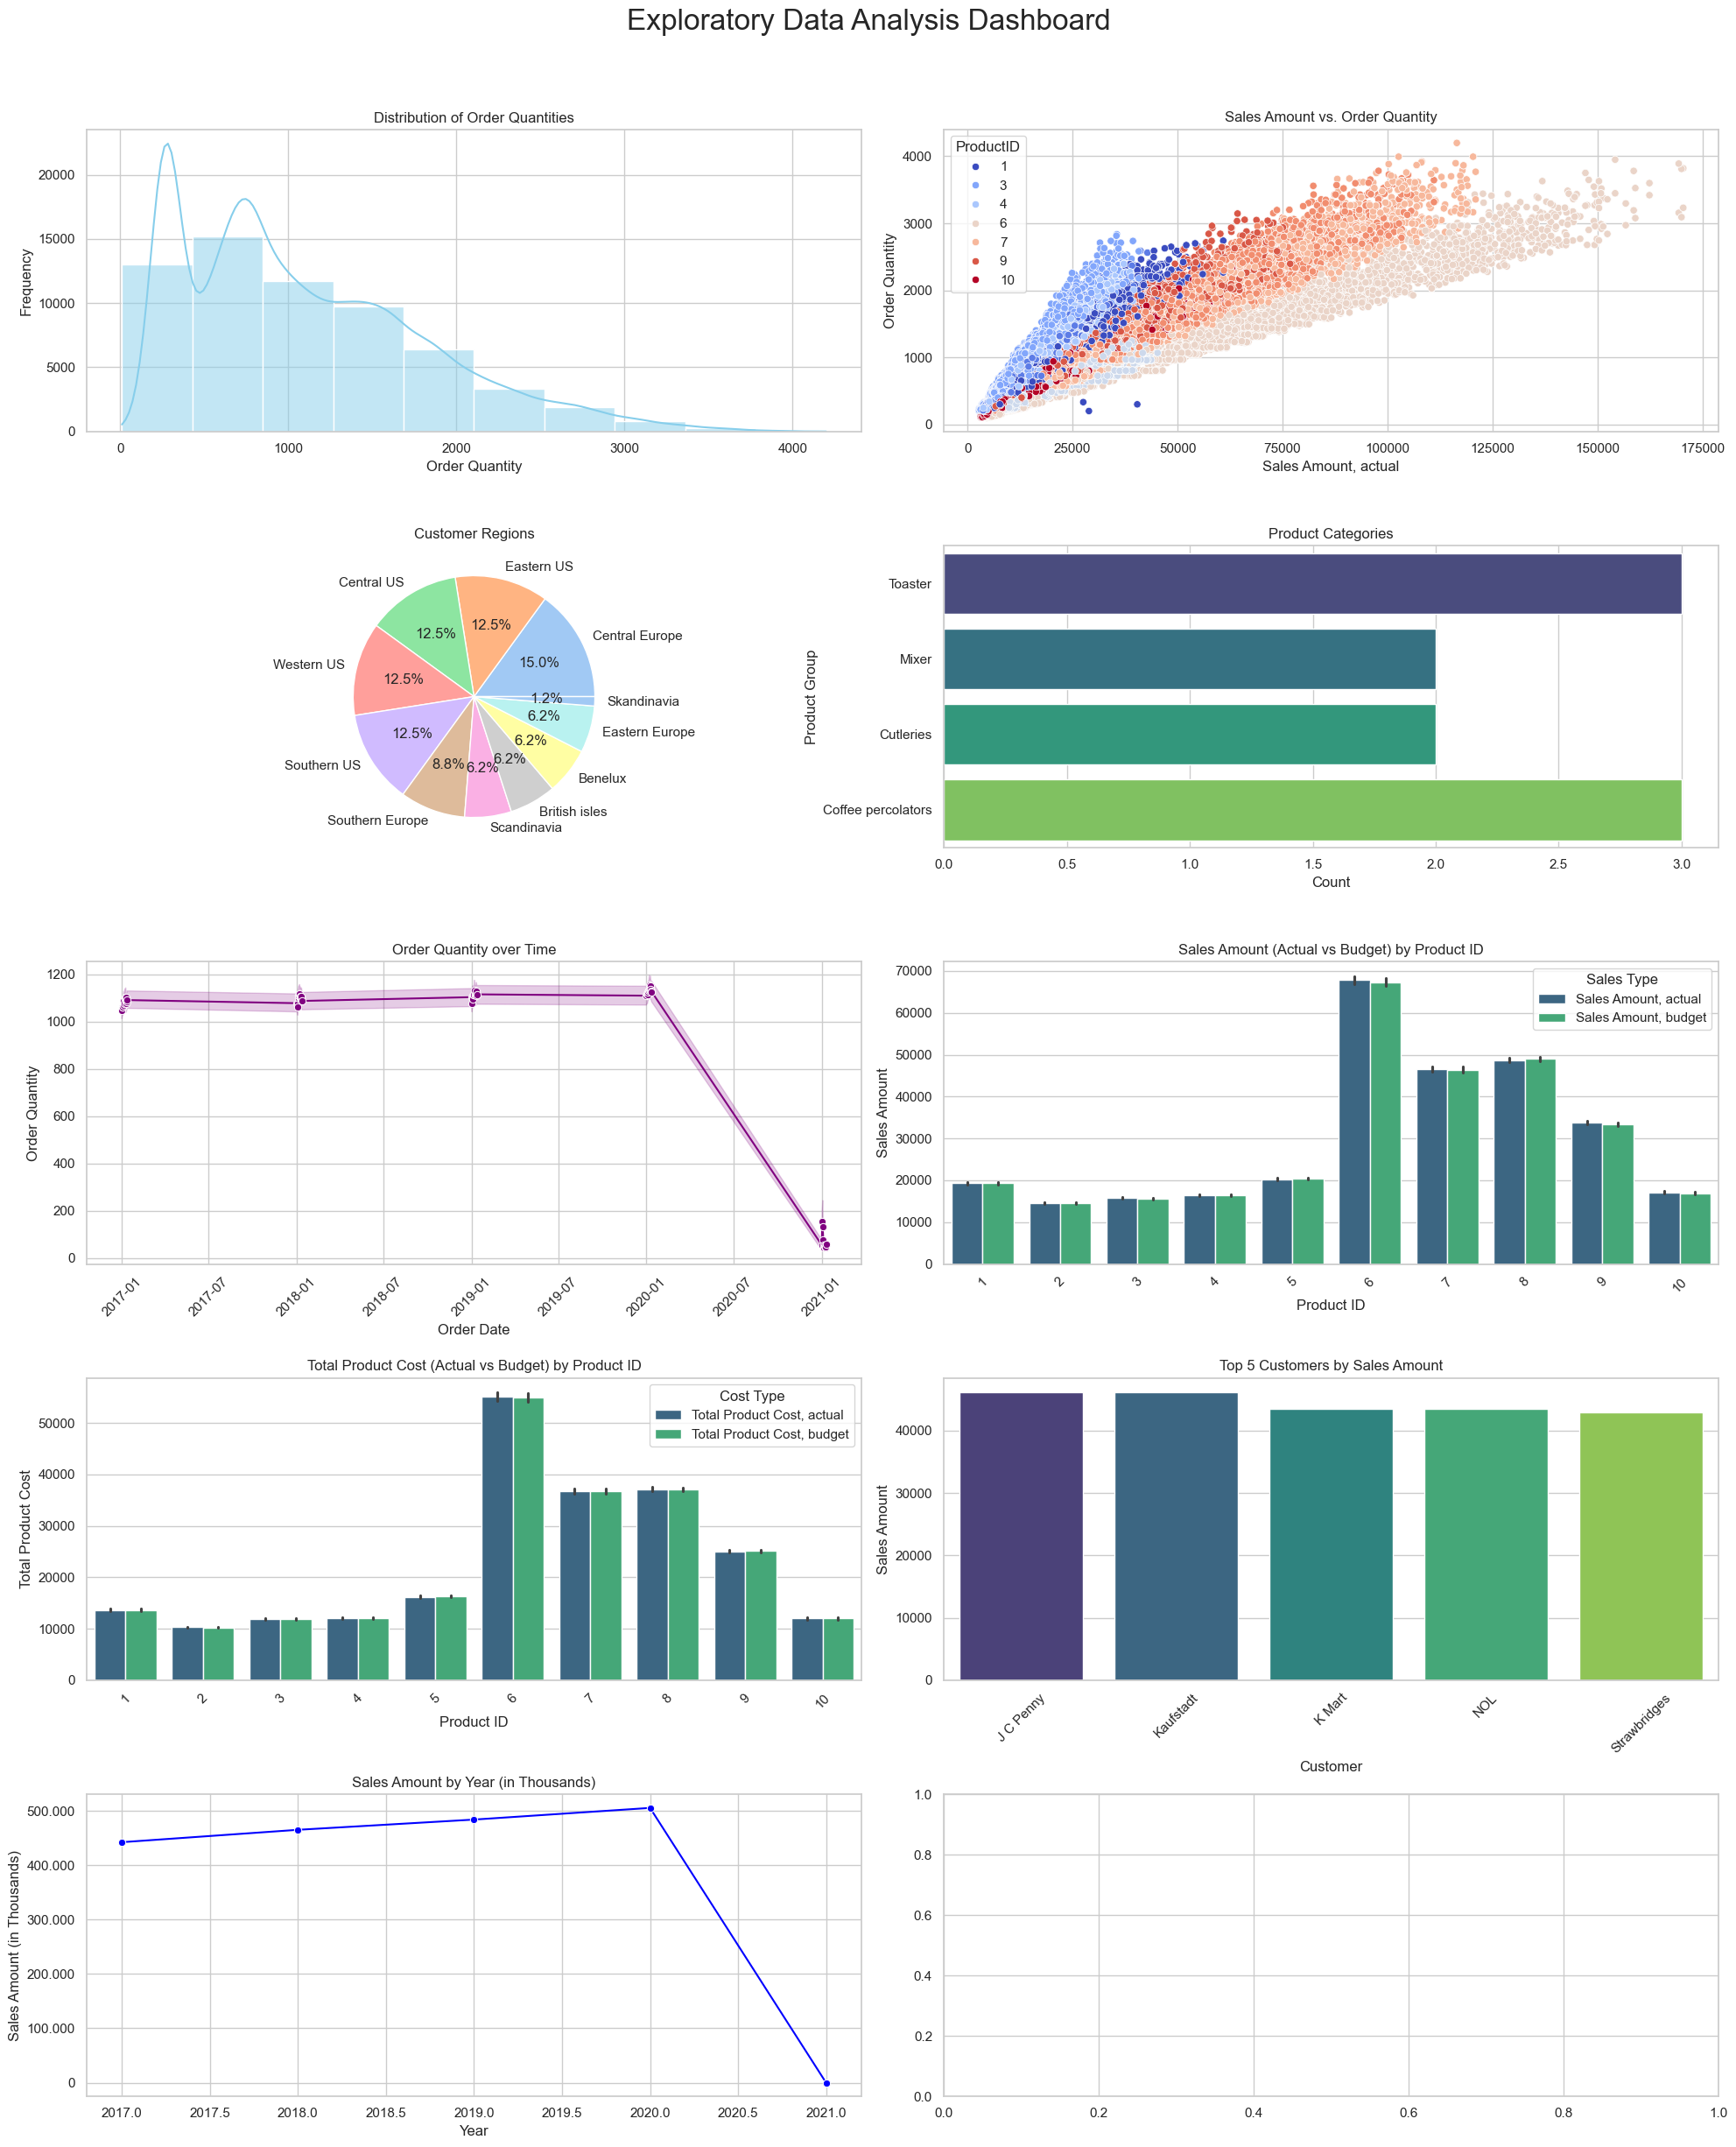 Exploratory Data Analysis Dashboard
Distribution of Order Quantities
Frequency
20000
15000
10000
5000
0
0 1000 2000 3000 4000
Order Quantity
Sales Amount vs. Order Quantity
Order Quantity
4000
3000
2000
1000
0
ProductID
1
3
4
6
7
9
10
0 25000 50000 75000 100000 125000 150000 175000
Sales Amount, actual
Customer Regions
Eastern US
Central US
Central Europe
Western US
Skandinavia
Eastern Europe
Southern US
Benelux
British isles
Southern Europe
Scandinavia
12.5%
12.5%
15.0%
12.5%
1.2%
6.2%
12.5%
6.2%
6.2%
8.8%
6.2%
Product Categories
Product Group
Toaster
Mixer
Cutleries
Coffee percolators
0.0 0.5 1.0 1.5 2.0 2.5 3.0
Count
Order Quantity over Time
Order Quantity
1200
1000
800
600
400
200
0
2017-01 2017-07 2018-01 2018-07 2019-01 2019-07 2020-01 2020-07 2021-01
Order Date
Sales Amount (Actual vs Budget) by Product ID
Sales Amount
70000
60000
50000
40000
30000
20000
10000
0
Sales Type
Sales Amount, actual
Sales Amount, budget
1 2 3 4 5 6 7 8 9 10
Product ID
Total Product Cost (Actual vs Budget) by Product ID
Total Product Cost
50000
40000
30000
20000
10000
0
Cost Type
Total Product Cost, actual
Total Product Cost, budget
1 2 3 4 5 6 7 8 9 10
Product ID
Top 5 Customers by Sales Amount
Sales Amount
40000
30000
20000
10000
0
J C Penny Kaufstadt K Mart NOL Strawbridges
Customer
Sales Amount by Year (in Thousands)
Sales Amount (in Thousands)
500.000
400.000
300.000
200.000
100.000
0
2017.0 2017.5 2018.0 2018.5 2019.0 2019.5 2020.0 2020.5 2021.0
Year
1.0
0.8
0.6
0.4
0.2
0.0
0.0 0.2 0.4 0.6 0.8 1.0